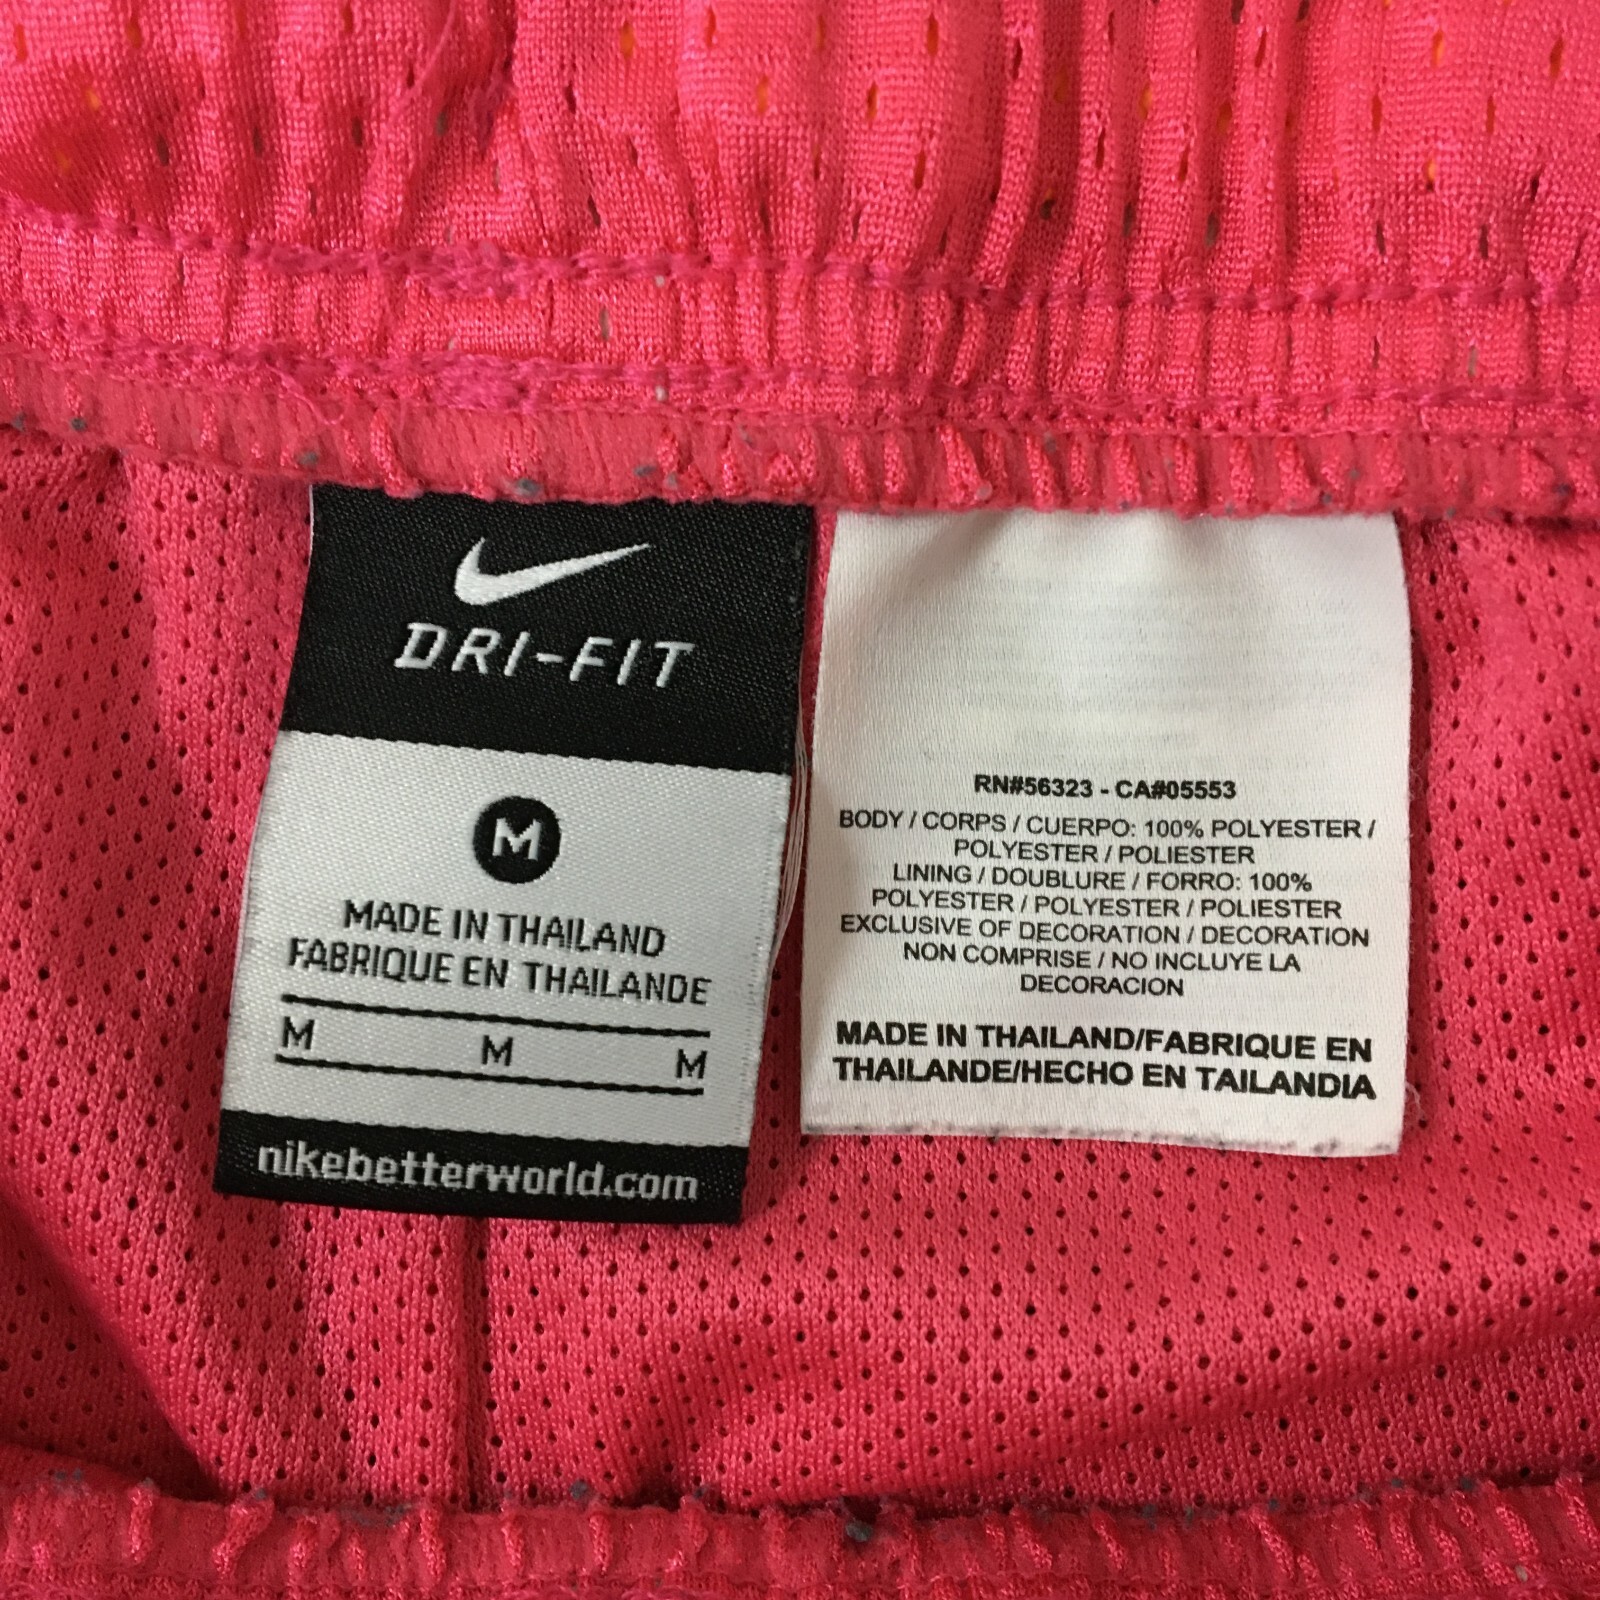 DRI-FIT
M
MADE IN THAILAND
FABRIQUE EN THAILANDE
M M M
nikebetterworld.com
RN#56323 - CA#05553
BODY / CORPS / CUERPO: 100% POLYESTER /
POLYESTER / POLIESTER
LINING / DOUBLURE / FORRO: 100%
POLYESTER / POLYESTER / POLIESTER
EXCLUSIVE OF DECORATION / DECORATION
NON COMPRISE / NO INCLUYE LA
DECORACION
MADE IN THAILAND/FABRIQUE EN
THAILANDE/HECHO EN TAILANDIA